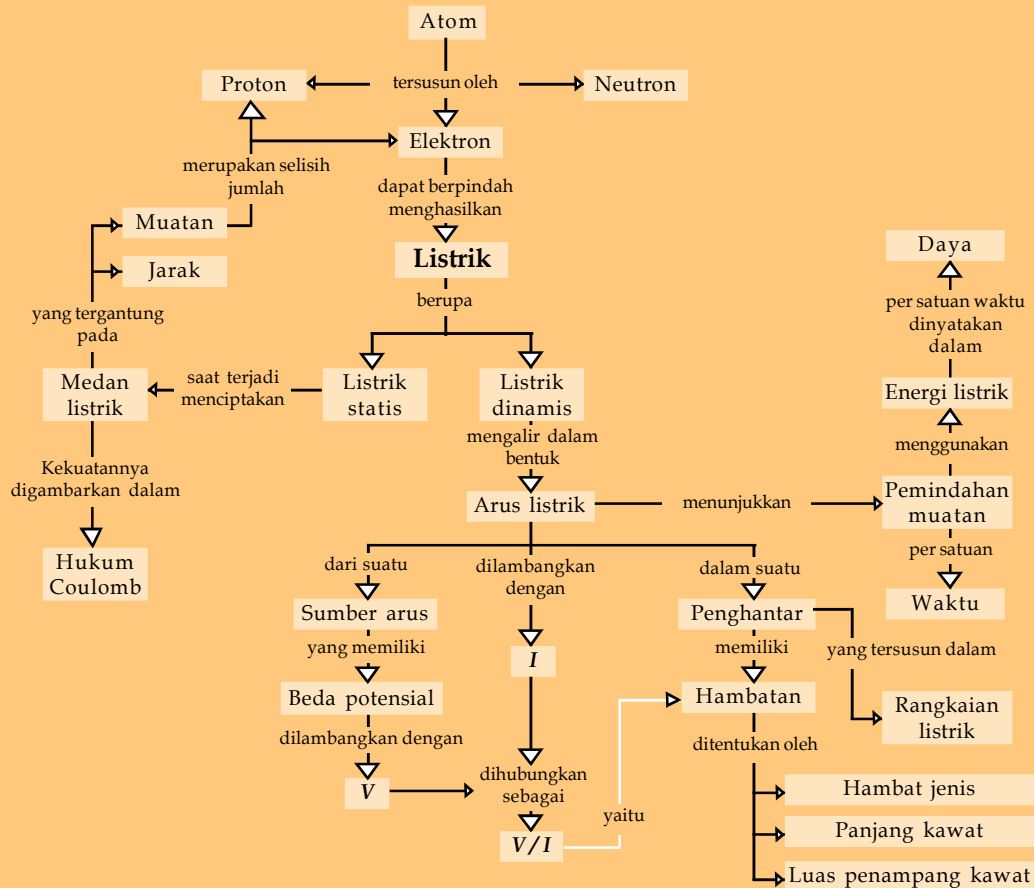 Atom
Proton
tersusun oleh
Neutron
Elektron
merupakan selisih
jumlah
dapat berpindah
menghasilkan
Muatan
Jarak
Listrik
Daya
berupa
yang tergantung
pada
per satuan waktu
dinyatakan
dalam
Medan
listrik
saat terjadi
menciptakan
Listrik
statis
Listrik
dinamis
Energi listrik
mengalir dalam
bentuk
menggunakan
Kekuatannya
digambarkan dalam
Arus listrik
menunjukkan
Pemindahan
muatan
per satuan
Waktu
Hukum
Coulomb
dari suatu
dilambangkan
dengan
dalam suatu
Sumber arus
Penghantar
yang memiliki
I
memiliki
yang tersusun dalam
Beda potensial
Hambatan
Rangkaian
listrik
dilambangkan dengan
ditentukan oleh
V
dihubungkan
sebagai
yaitu
V/I
Hambat jenis
Panjang kawat
Luas penampang kawat